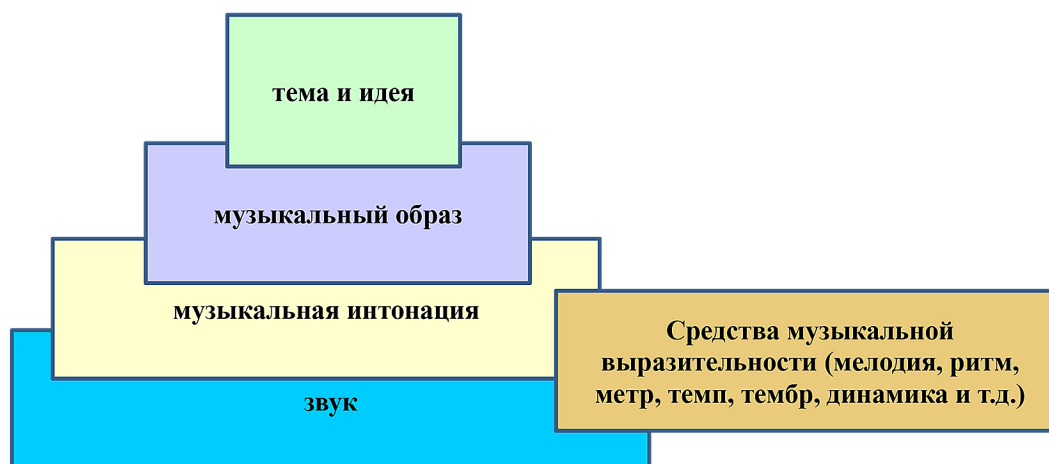 тема и идея
музыкальный образ
музыкальная интонация
звук
Средства музыкальной
выразительности (мелодия, ритм,
метр, темп, тембр, динамика и т.д.)